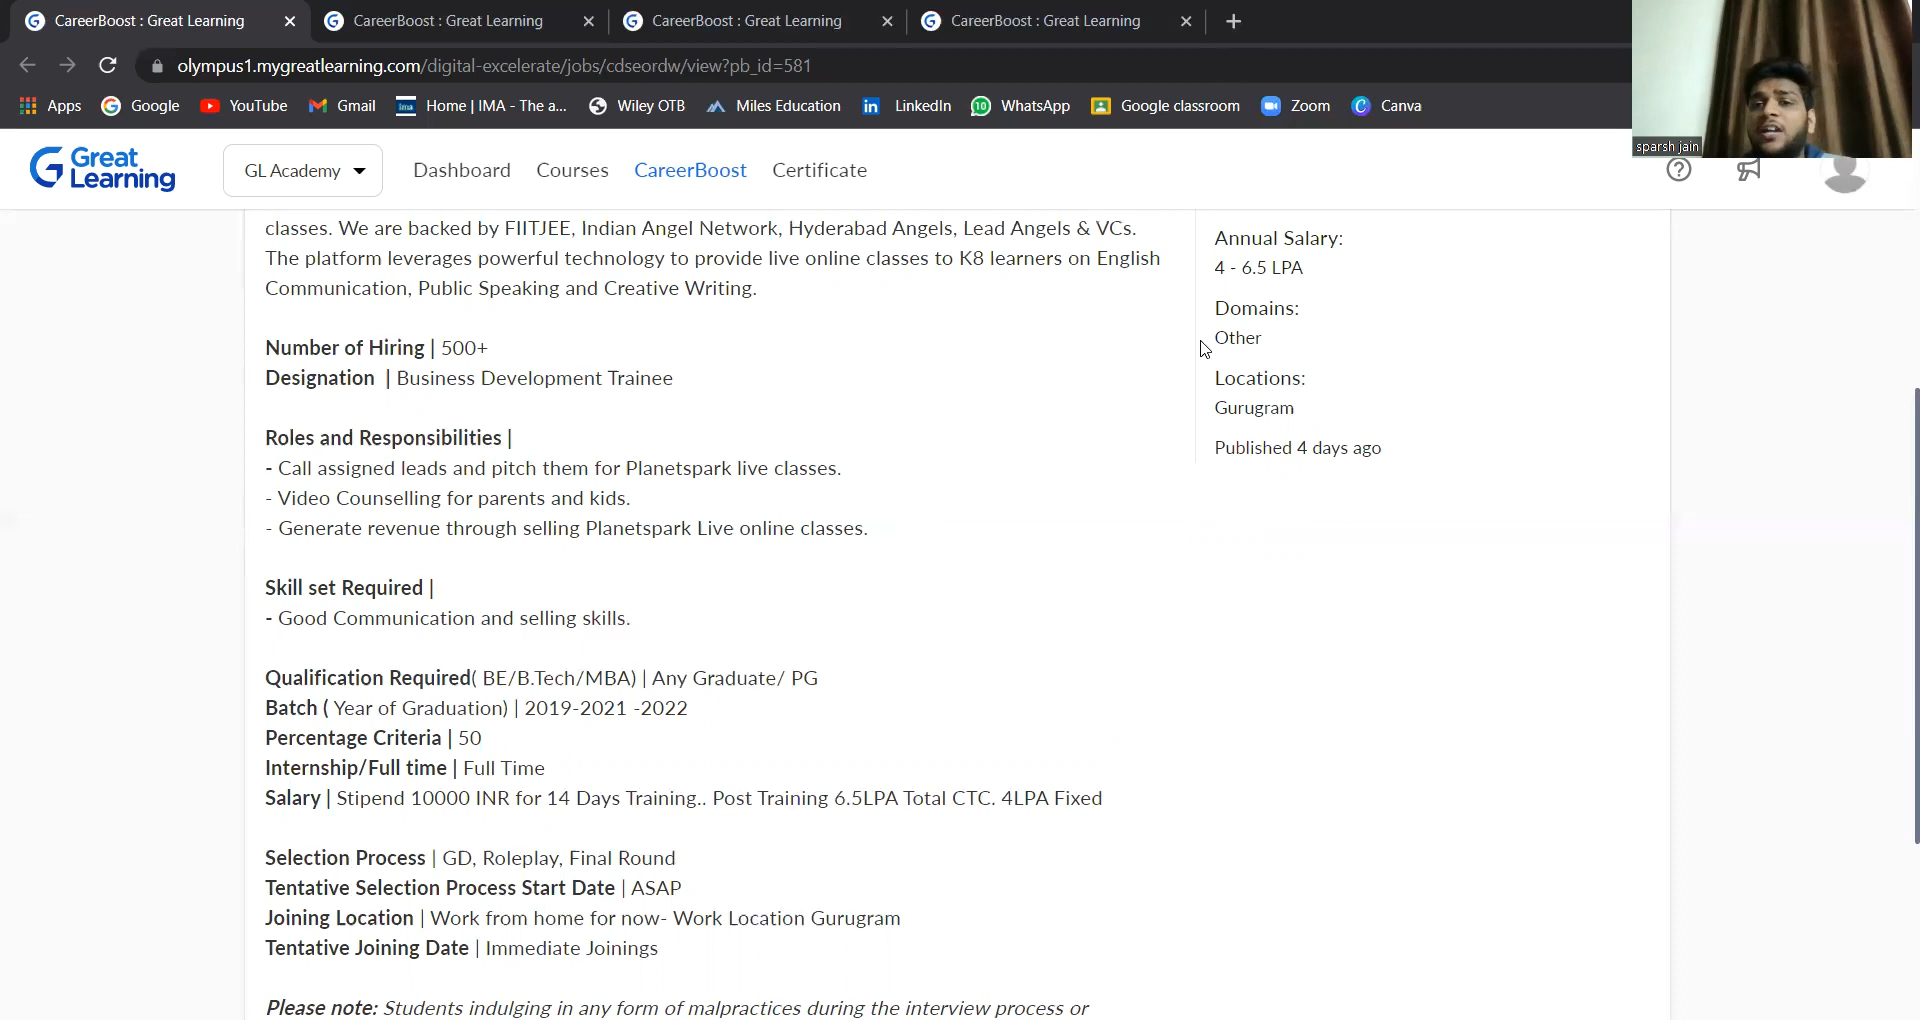 CareerBoost : Great Learning
CareerBoost : Great Learning
CareerBoost : Great Learning
CareerBoost : Great Learning
olympus1.mygreatlearning.com/digital-excelerate/jobs/cdseordw/view?pb_id=581
Apps Google YouTube Gmail ima Home | IMA - The a... Wiley OTB Miles Education LinkedIn 10 WhatsApp Google classroom Zoom Canva
sparsh jain
Great Learning
GL Academy
Dashboard Courses CareerBoost Certificate
classes. We are backed by FIITJEE, Indian Angel Network, Hyderabad Angels, Lead Angels & VCs.
The platform leverages powerful technology to provide live online classes to K8 learners on English
Communication, Public Speaking and Creative Writing.
Number of Hiring | 500+
Designation | Business Development Trainee
Roles and Responsibilities |
- Call assigned leads and pitch them for Planetspark live classes.
- Video Counselling for parents and kids.
- Generate revenue through selling Planetspark Live online classes.
Skill set Required |
- Good Communication and selling skills.
Qualification Required( BE/B.Tech/MBA) | Any Graduate/ PG
Batch ( Year of Graduation) | 2019-2021 -2022
Percentage Criteria | 50
Internship/Full time | Full Time
Salary | Stipend 10000 INR for 14 Days Training.. Post Training 6.5LPA Total CTC. 4LPA Fixed
Selection Process | GD, Roleplay, Final Round
Tentative Selection Process Start Date | ASAP
Joining Location | Work from home for now- Work Location Gurugram
Tentative Joining Date | Immediate Joinings
Please note: Students indulging in any form of malpractices during the interview process or
Annual Salary:
4 - 6.5 LPA
Domains:
Other
Locations:
Gurugram
Published 4 days ago